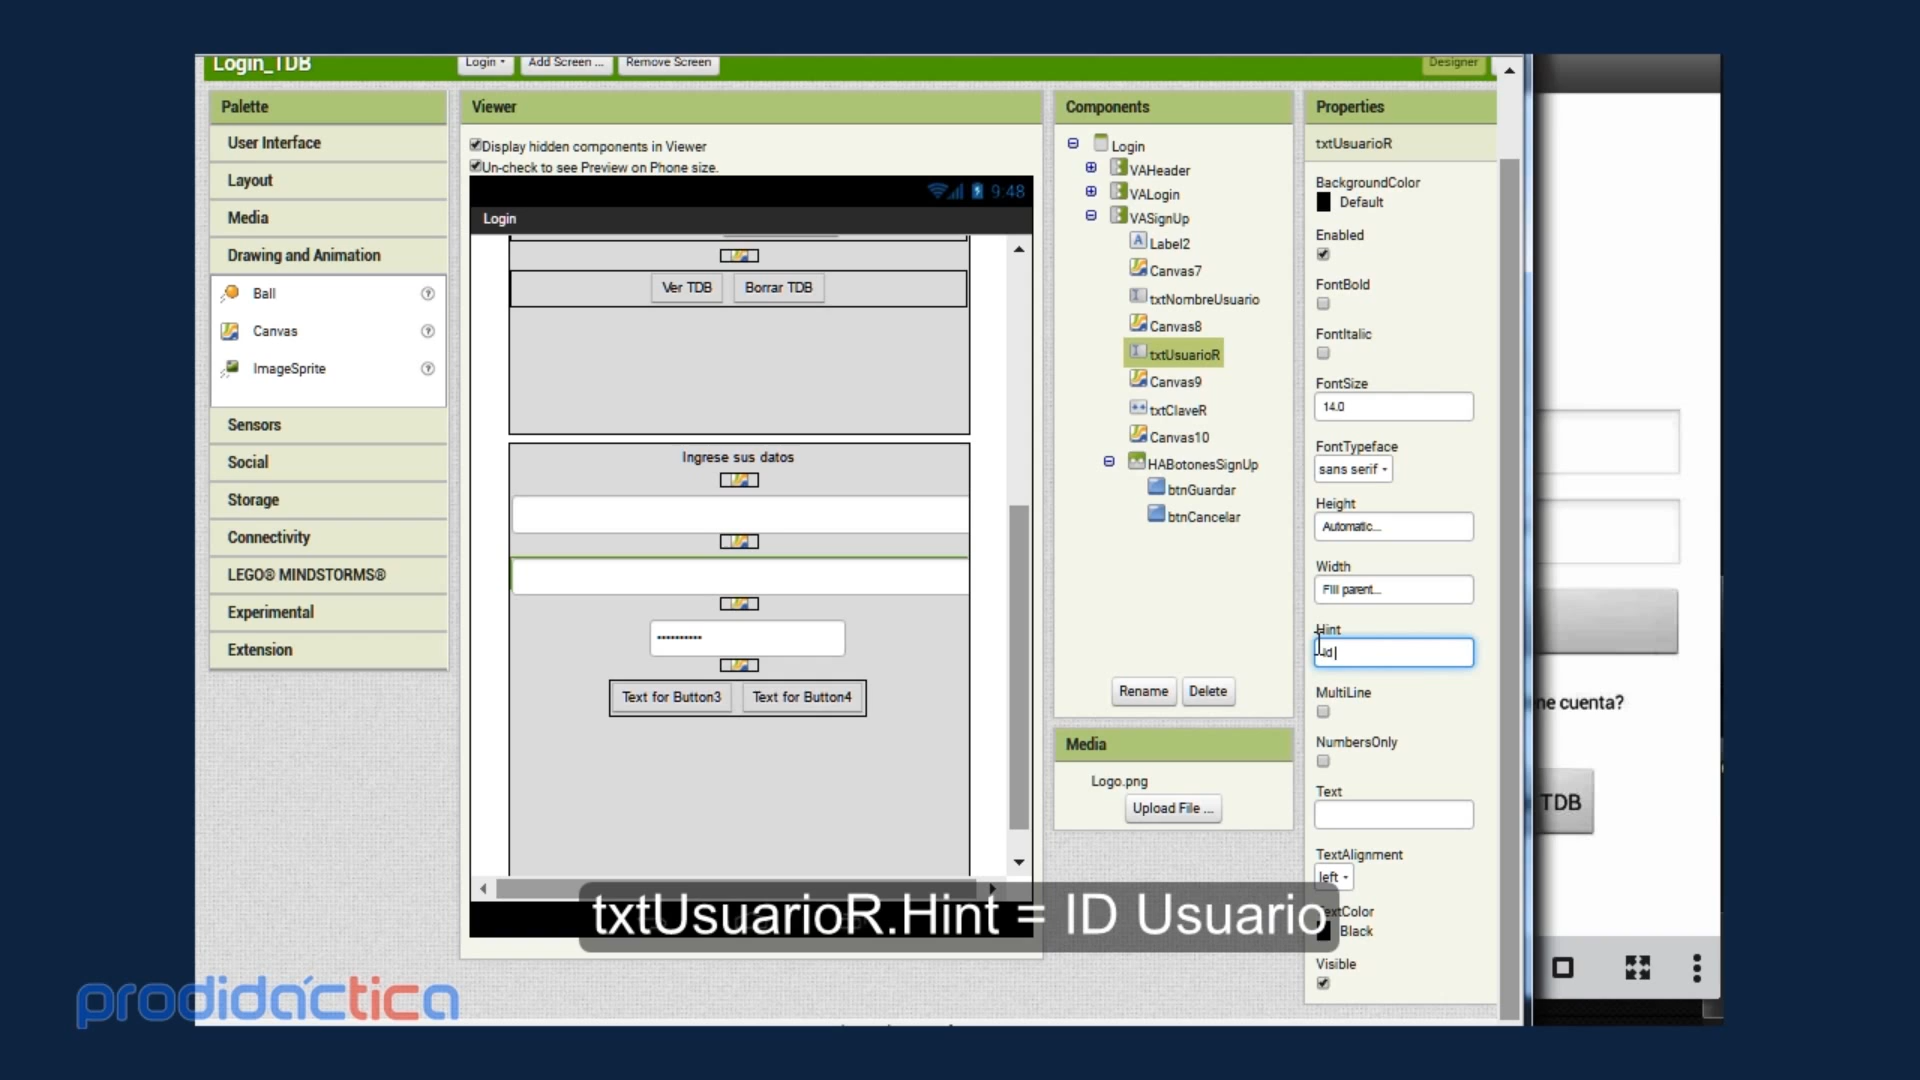 Login_TDB
Login
Add Screen ...
Remove Screen
Designer
Palette
User Interface
Layout
Media
Drawing and Animation
Ball
Canvas
ImageSprite
Sensors
Social
Storage
Connectivity
LEGO® MINDSTORMS®
Experimental
Extension
Viewer
Display hidden components in Viewer
Un-check to see Preview on Phone size.
9:48
Login
Ver TDB
Borrar TDB
Ingrese sus datos
Text for Button3
Text for Button4
Components
Login
VAHeader
VALogin
VASignUp
Label2
Canvas7
txtNombreUsuario
Canvas8
txtUsuarioR
Canvas9
txtClaveR
Canvas10
HABotonesSignUp
btnGuardar
btnCancelar
Rename
Delete
Media
Logo.png
Upload File ...
Properties
txtUsuarioR
BackgroundColor
Default
Enabled
FontBold
FontItalic
FontSize
14.0
FontTypeface
sans serif
Height
Automatic...
Width
Fill parent...
Hint
id
MultiLine
NumbersOnly
Text
TextAlignment
left
TextColor
Black
Visible
ne cuenta?
TDB
txtUsuarioR.Hint = ID Usuario
prodidáctica